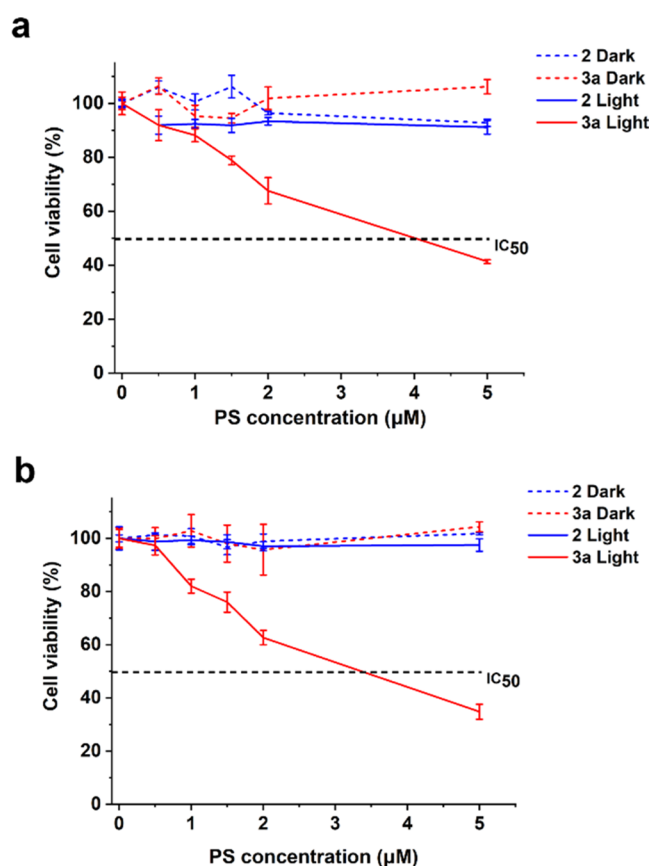 a
2 Dark
3a Dark
2 Light
3a Light
Cell viability (%)
100
80
60
40
20
0
IC50
0 1 2 3 4 5
PS concentration (µM)
b
2 Dark
3a Dark
2 Light
3a Light
Cell viability (%)
100
80
60
40
20
0
IC50
0 1 2 3 4 5
PS concentration (µM)